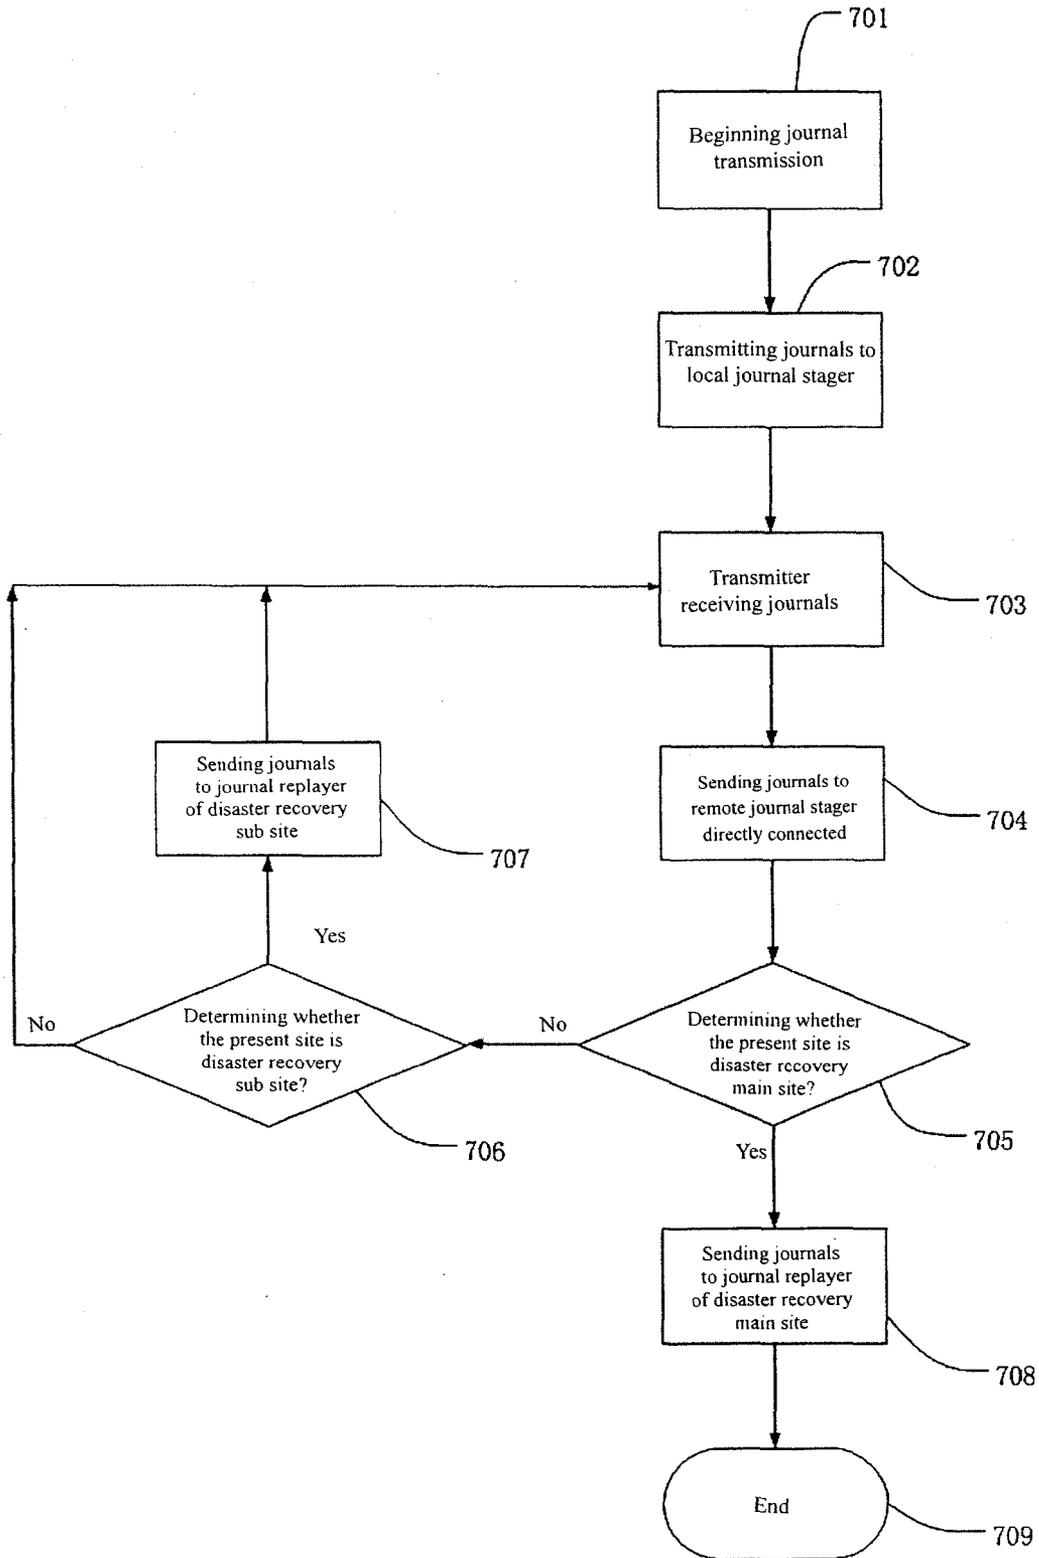 701
Beginning journal
transmission
702
Transmitting journals to
local journal stager
Transmitter
receiving journals
703
Sending journals to
remote journal stager
directly connected
704
Sending journals
to journal replayer
of disaster recovery
sub site
707
Yes
No
Determining whether
the present site is
disaster recovery
sub site?
706
No
Determining whether
the present site is
disaster recovery
main site?
705
Yes
Sending journals
to journal replayer
of disaster recovery
main site
708
End
709